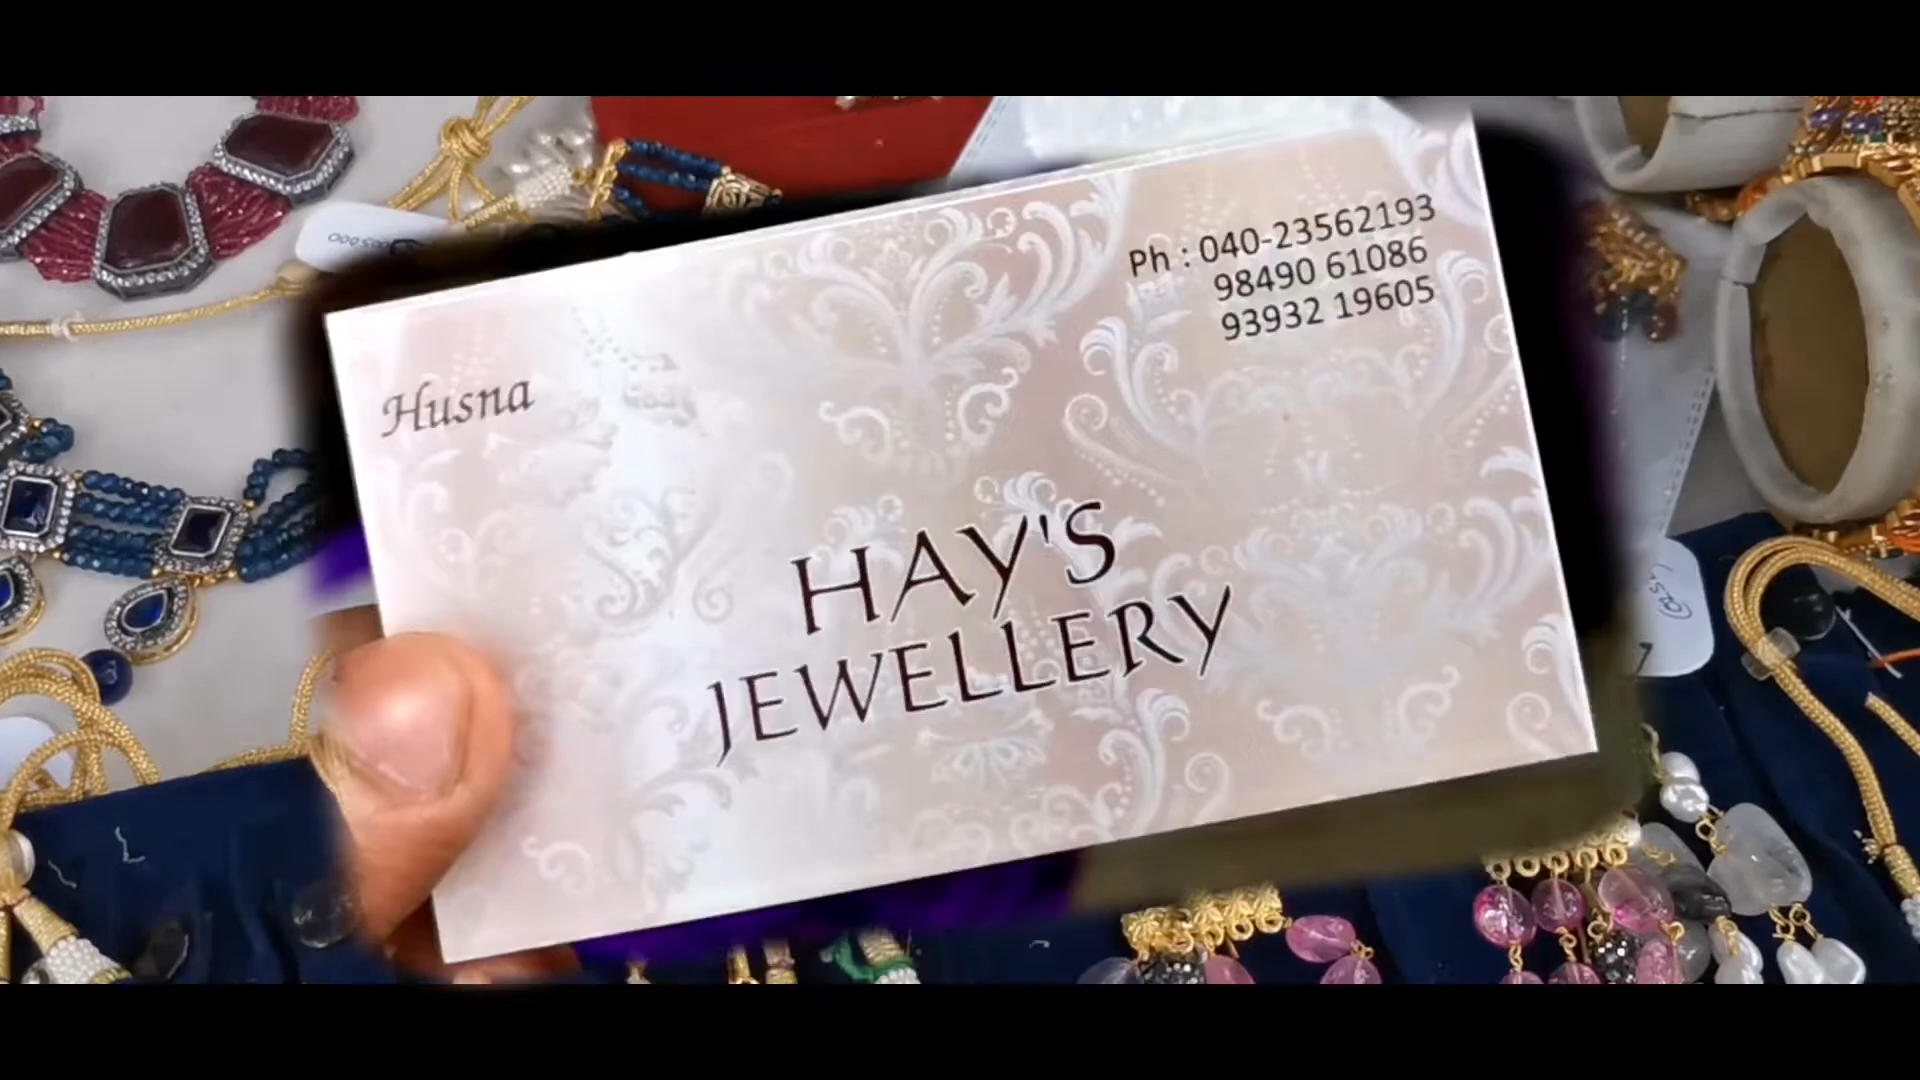 Ph : 040-23562193
98490 61086
93932 19605
Husna
HAY'S
JEWELLERY